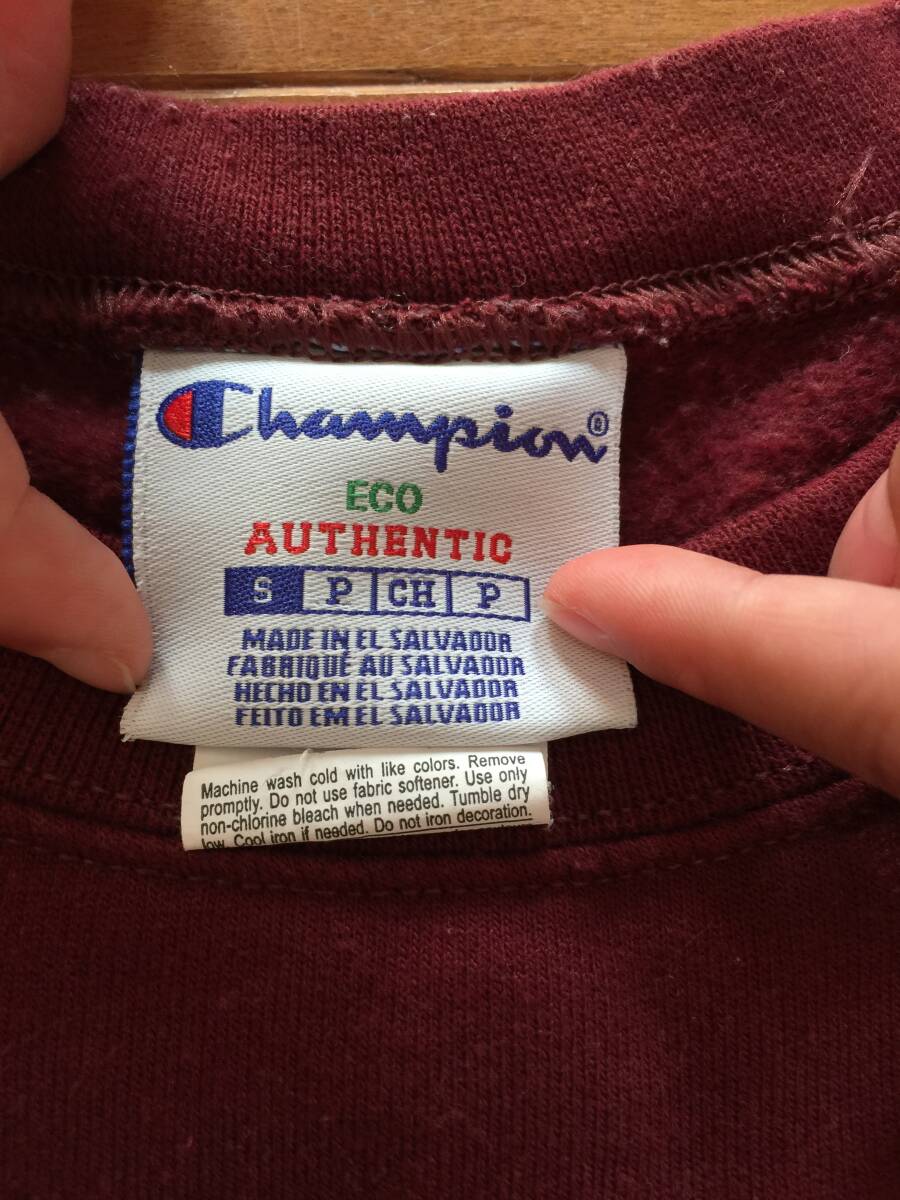 Champion®
ECO
AUTHENTIC
S P CH P
MADE IN EL SALVADOR
FABRIQUÉ AU SALVADOR
HECHO EN EL SALVADOR
FEITO EM EL SALVADOR
Machine wash cold with like colors. Remove
promptly. Do not use fabric softener. Use only
non-chlorine bleach when needed. Tumble dry
low. Cool iron if needed. Do not iron decoration.